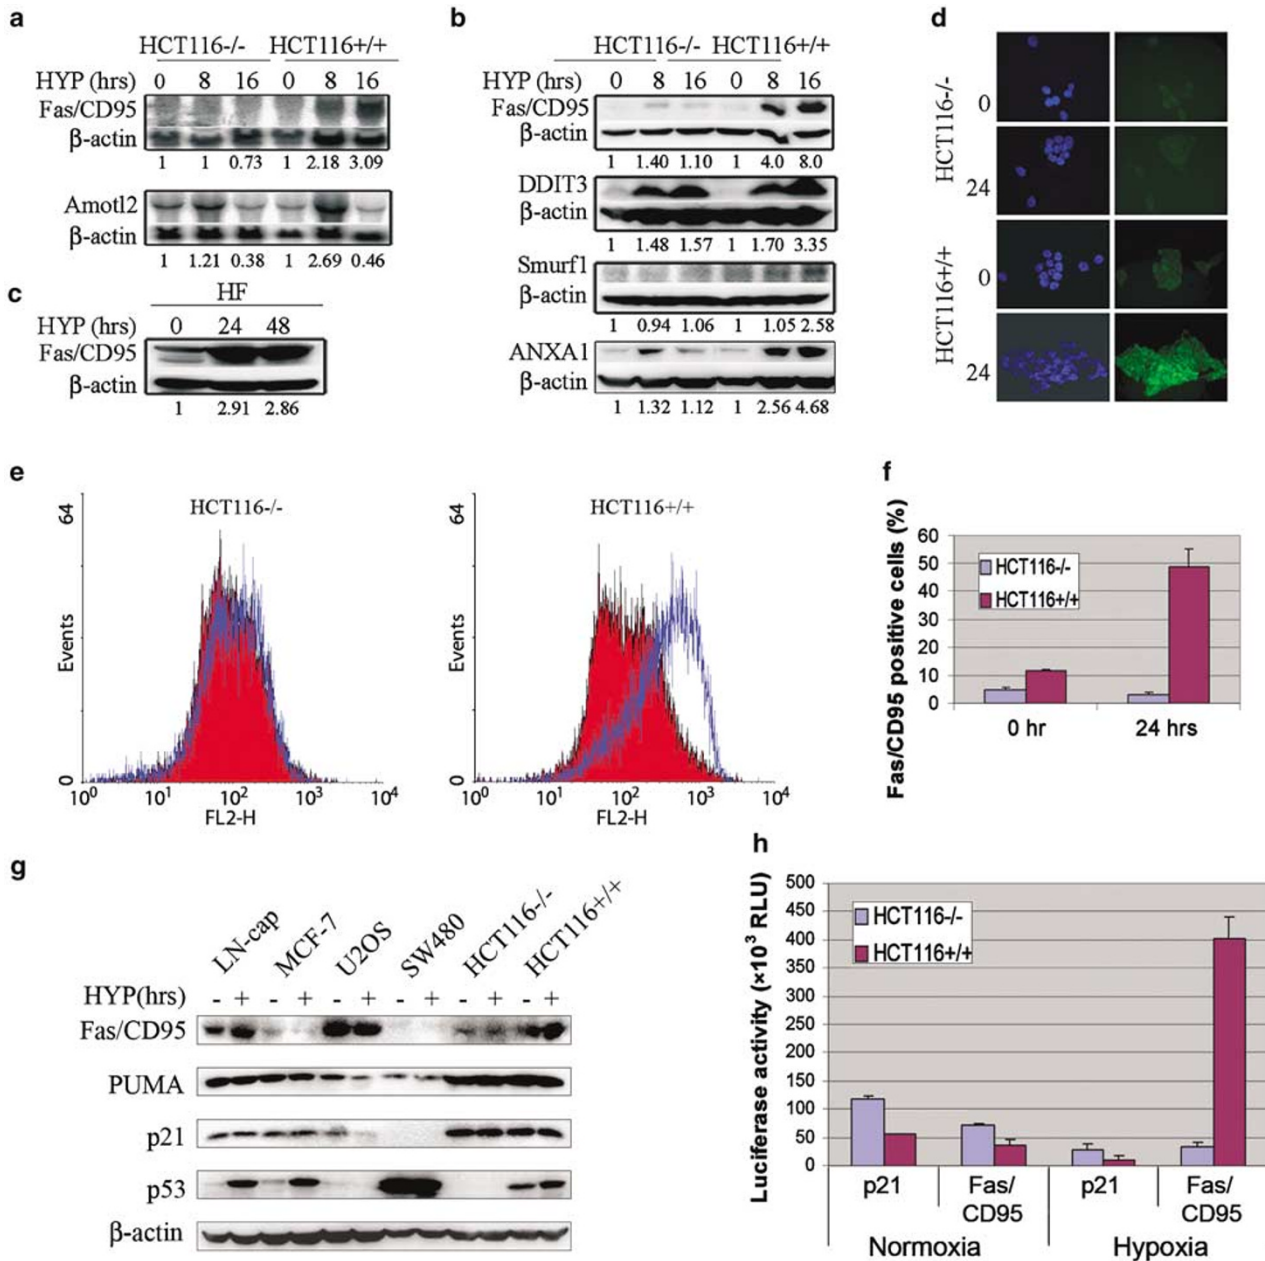 a
HCT116-/- HCT116+/+
HYP (hrs) 0 8 16 0 8 16
Fas/CD95
β-actin
1 1 0.73 1 2.18 3.09
Amotl2
β-actin
1 1.21 0.38 1 2.69 0.46
b
HCT116-/- HCT116+/+
HYP (hrs) 0 8 16 0 8 16
Fas/CD95
β-actin
1 1.40 1.10 1 4.0 8.0
DDIT3
β-actin
1 1.48 1.57 1 1.70 3.35
Smurf1
β-actin
1 0.94 1.06 1 1.05 2.58
ANXA1
β-actin
1 1.32 1.12 1 2.56 4.68
c
HF
HYP (hrs) 0 24 48
Fas/CD95
β-actin
1 2.91 2.86
d
HCT116-/-
0
24
HCT116+/+
0
24
e
HCT116-/-
64
Events
0
10⁰ 10¹ 10² 10³ 10⁴
FL2-H
HCT116+/+
64
Events
0
10⁰ 10¹ 10² 10³ 10⁴
FL2-H
f
Fas/CD95 positive cells (%)
60
50
40
30
20
10
0
HCT116-/-
HCT116+/+
0 hr 24 hrs
g
LN-cap MCF-7 U2OS SW480 HCT116-/- HCT116+/+
HYP(hrs) - + - + - + - + - + - +
Fas/CD95
PUMA
p21
p53
β-actin
h
Luciferase activity (×10³ RLU)
500
450
400
350
300
250
200
150
100
50
0
HCT116-/-
HCT116+/+
p21 Fas/ p21 Fas/
CD95 CD95
Normoxia Hypoxia